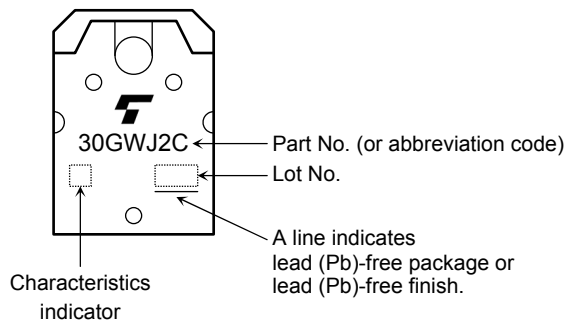 30GWJ2C
Part No. (or abbreviation code)
Lot No.
A line indicates
lead (Pb)-free package or
lead (Pb)-free finish.
Characteristics
indicator